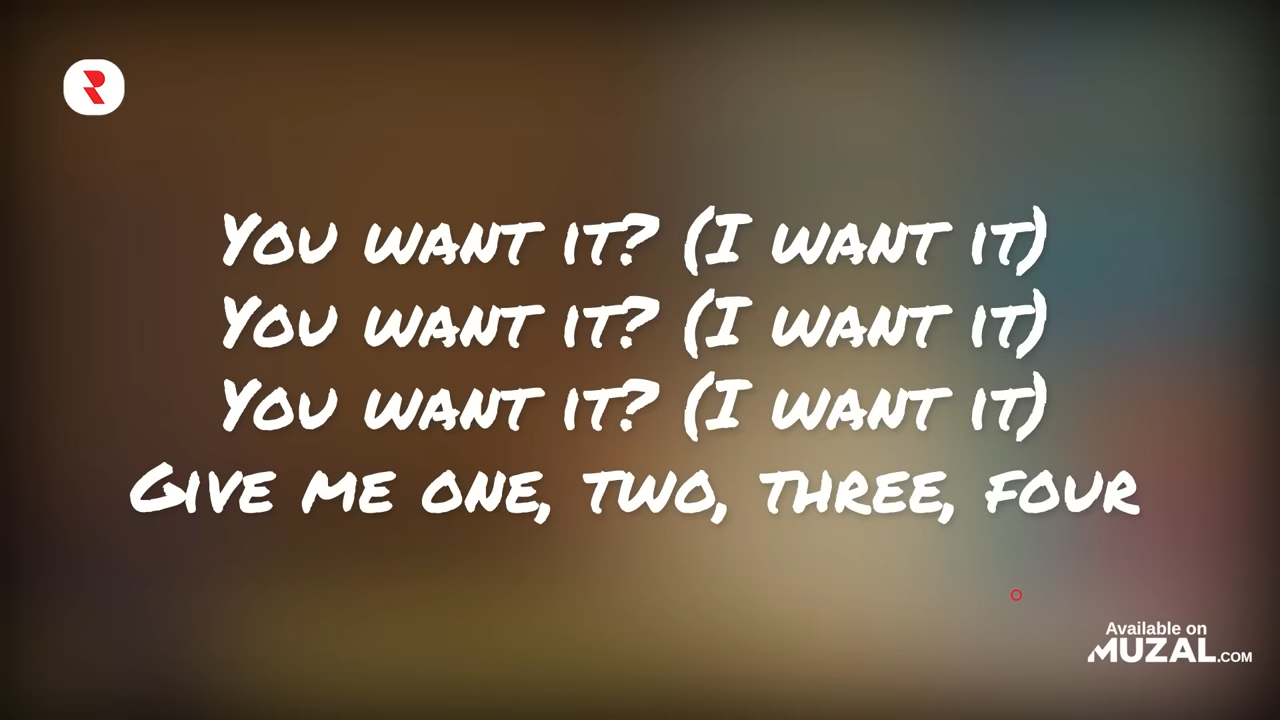 You want it? (I want it)
You want it? (I want it)
You want it? (I want it)
Give me one, two, three, four
Available on
MUZAL.COM